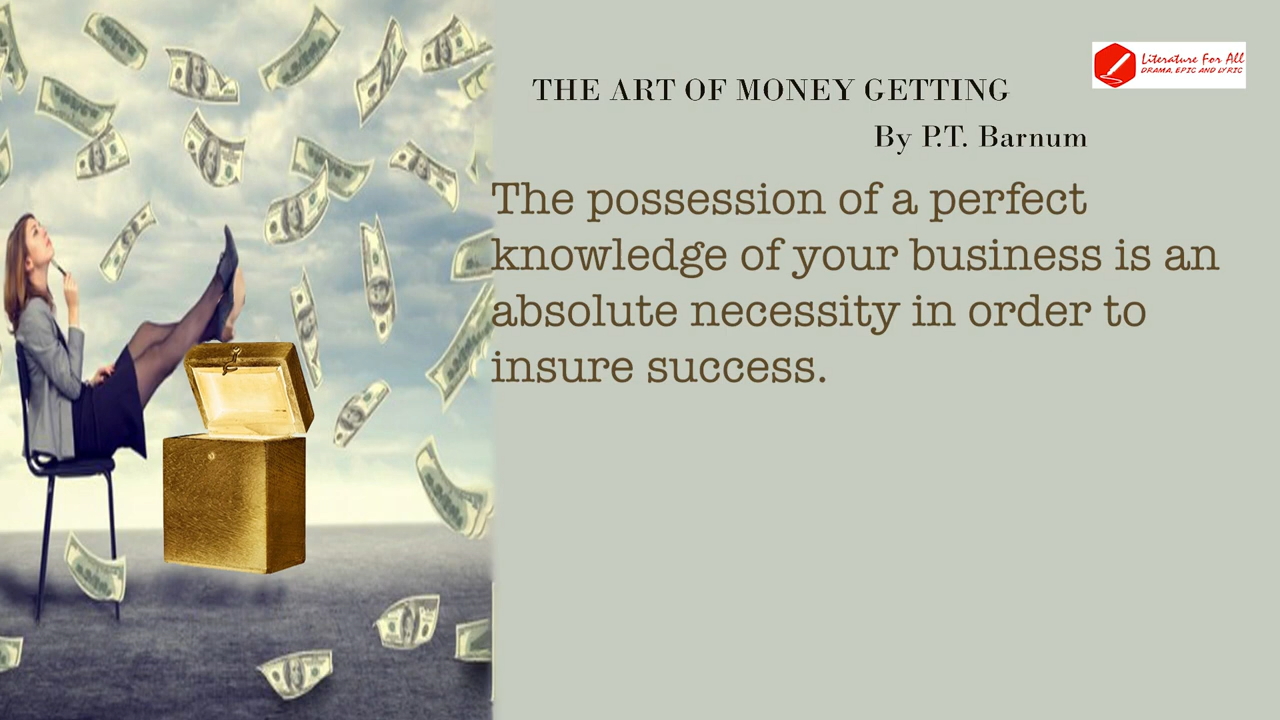 Literature For All
DRAMA, EPIC AND LYRIC
THE ART OF MONEY GETTING
By P.T. Barnum
The possession of a perfect
knowledge of your business is an
absolute necessity in order to
insure success.